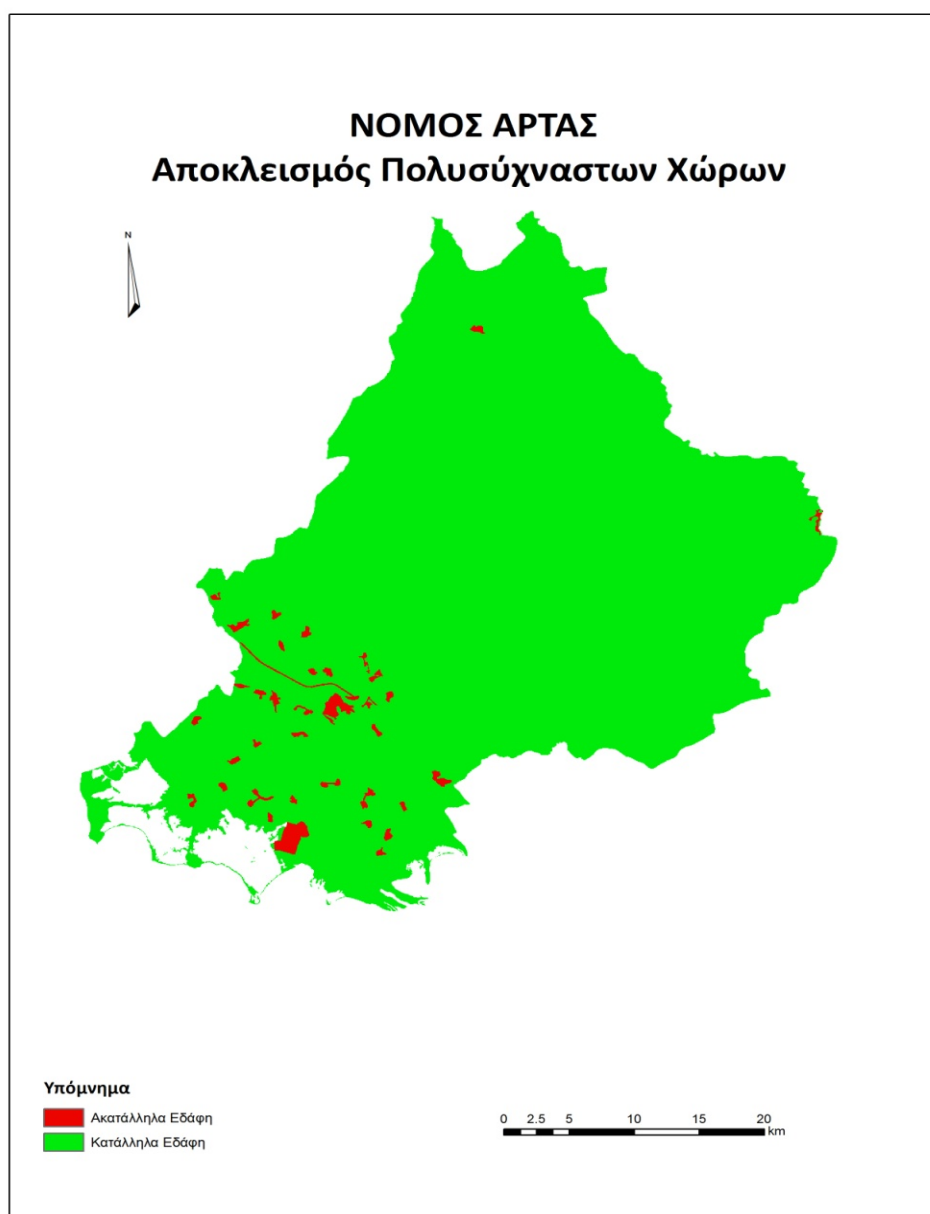 ΝΟΜΟΣ ΑΡΤΑΣ
Αποκλεισμός Πολυσύχναστων Χώρων
N
Υπόμνημα
Ακατάλληλα Εδάφη
Κατάλληλα Εδάφη
0 2.5 5 10 15 20
km